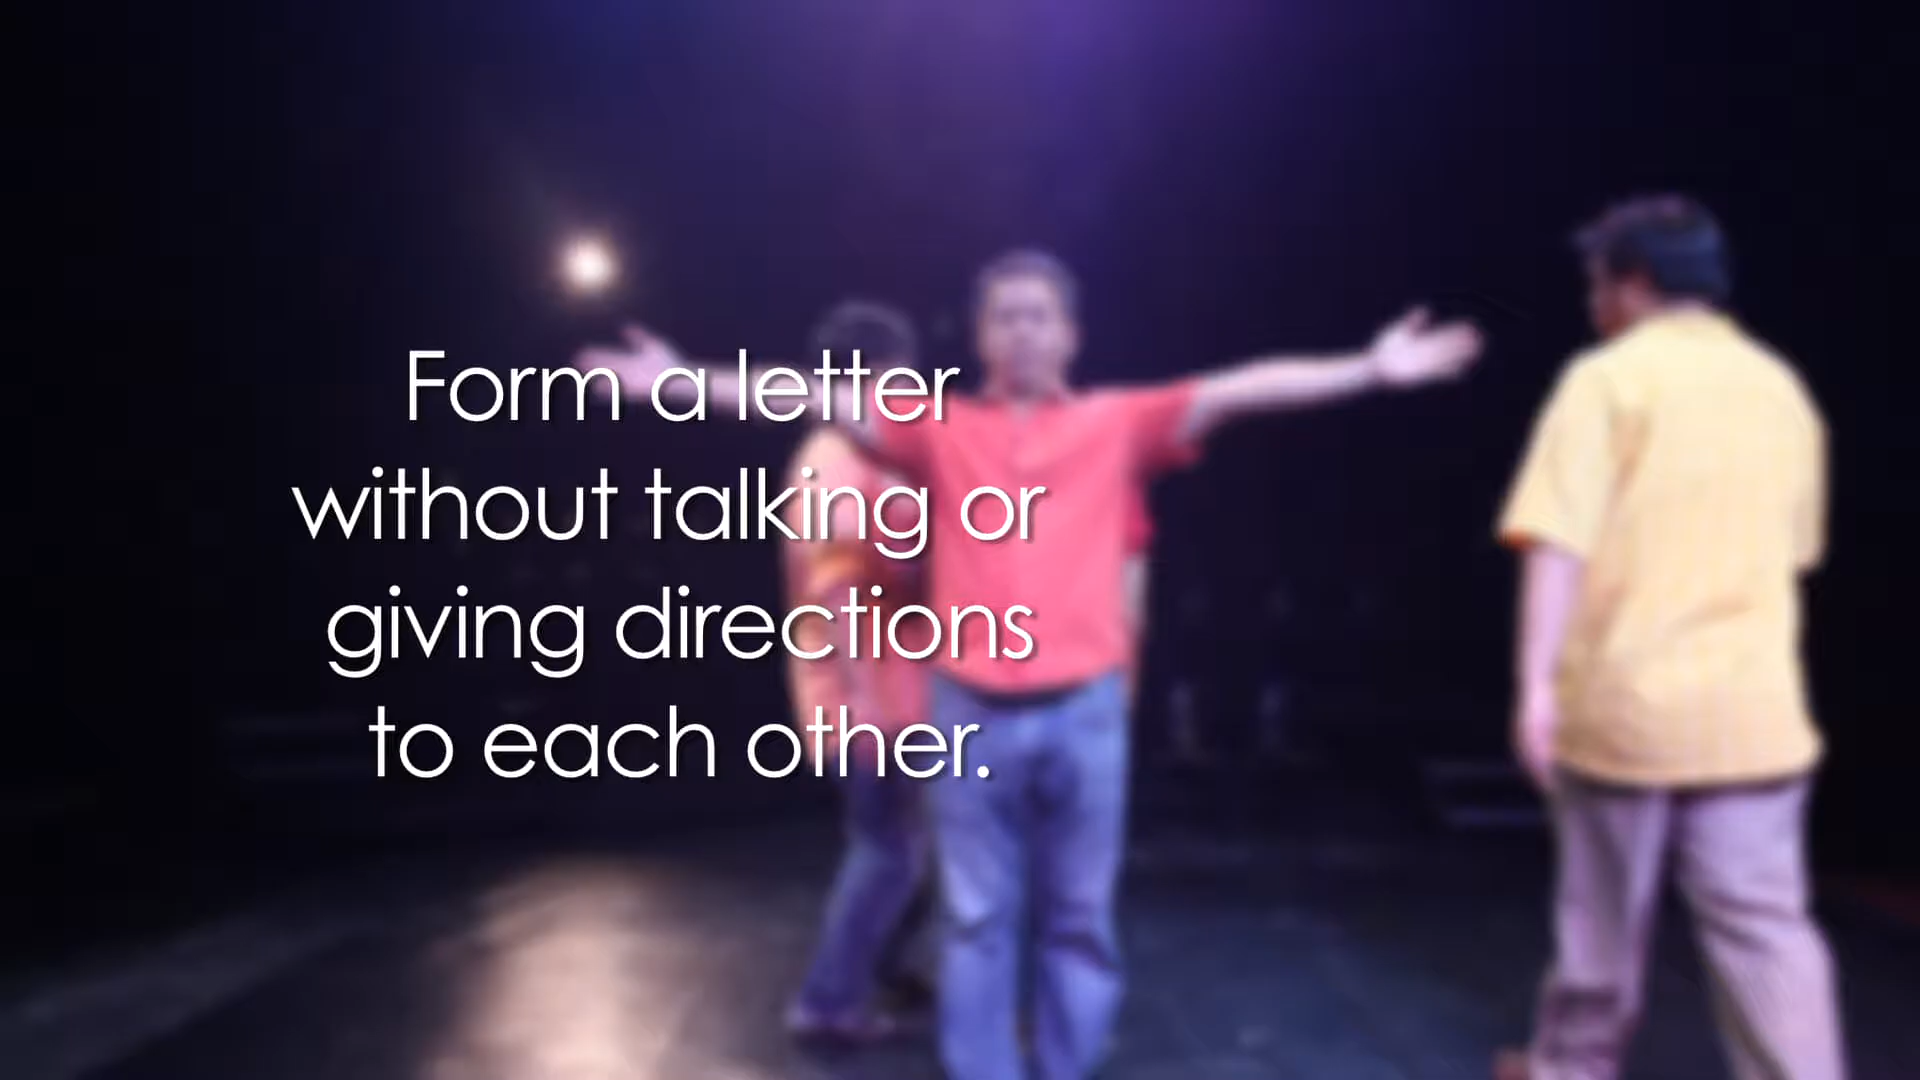 Form a letter
without talking or
giving directions
to each other.